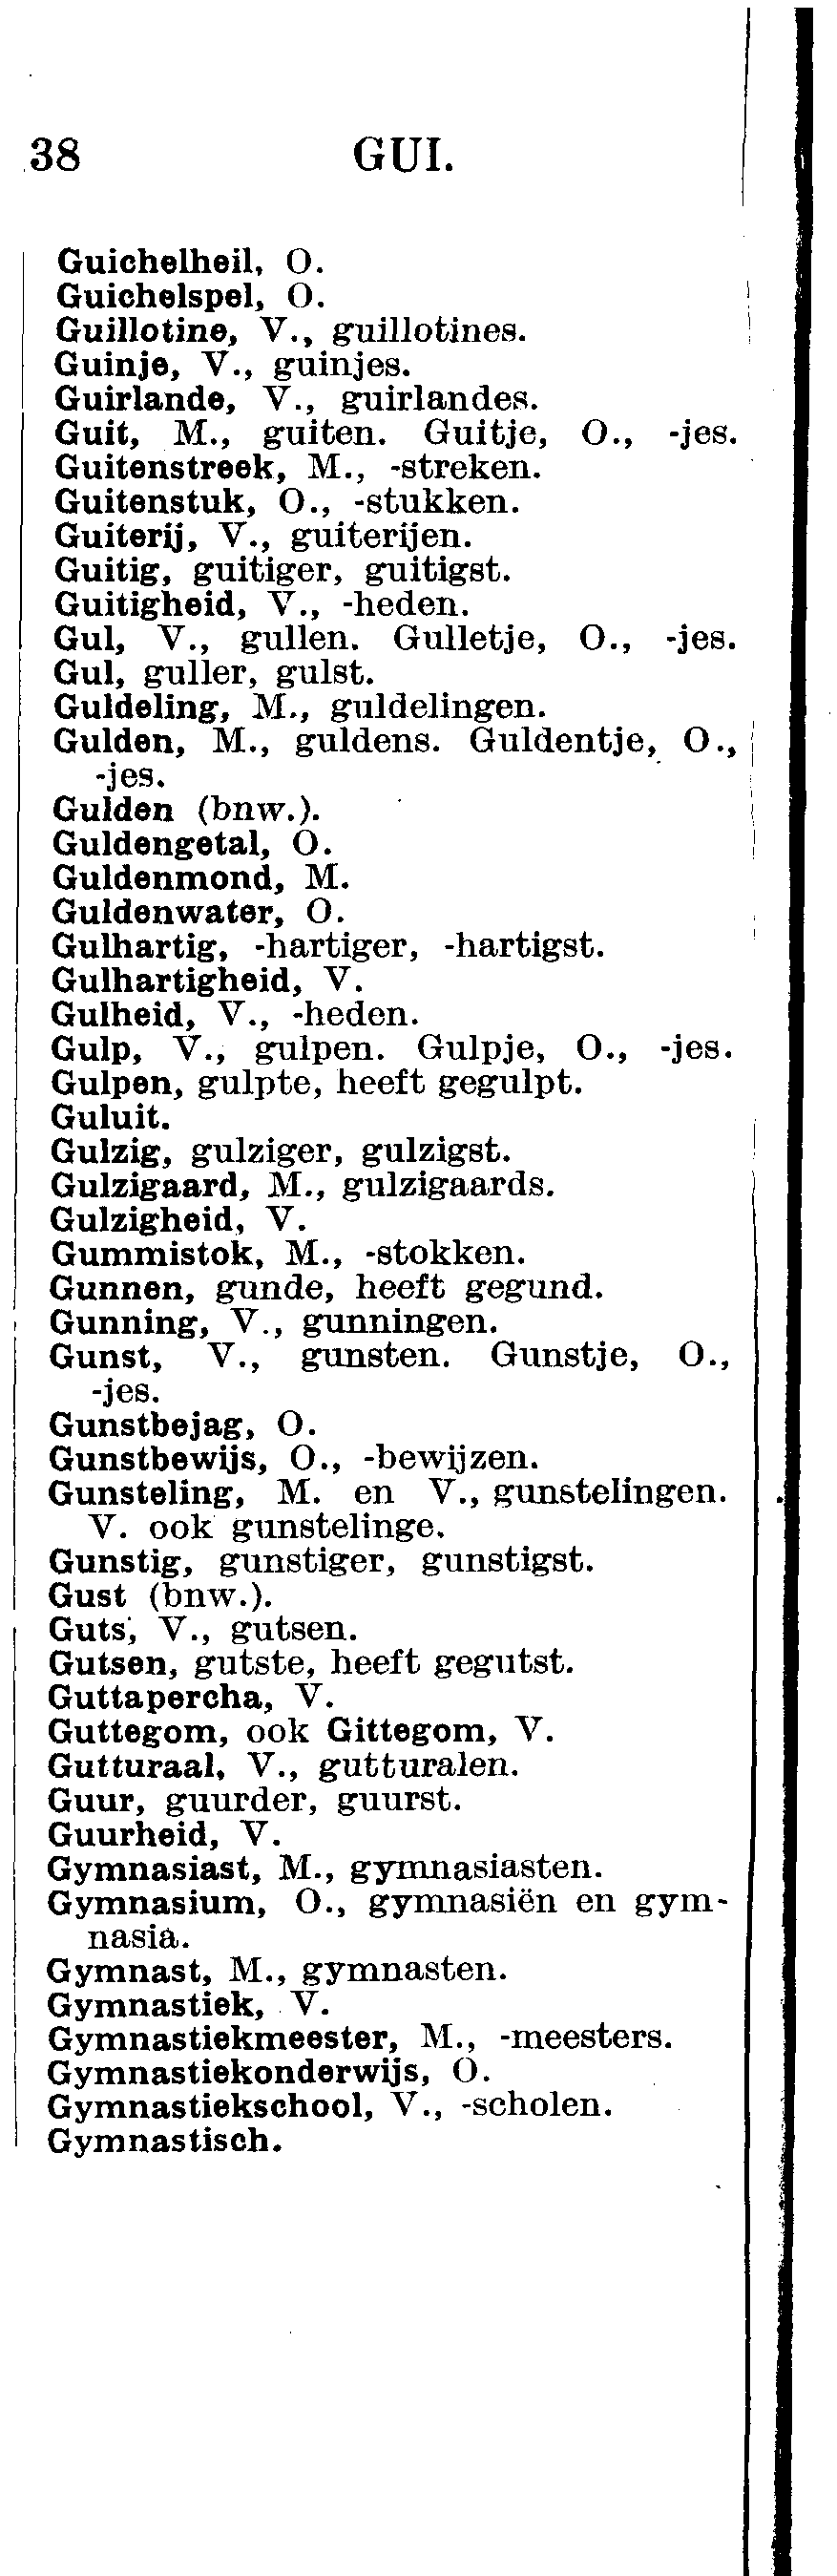 38 GUI.
Guichelheil, O.
Guichelspel, O.
Guillotine, V., guillotines.
Guinje, V., guinjes.
Guirlande, V., guirlandes.
Guit, M., guiten. Guitje, O., -jes.
Guitenstreek, M., -streken.
Guitenstuk, O., -stukken.
Guiterij, V., guiterijen.
Guitig, guitiger, guitigst.
Guitigheid, V., -heden.
Gul, V., gullen. Gulletje, O., -jes.
Gul, guller, gulst.
Guldeling, M., guldelingen.
Gulden, M., guldens. Guldentje, O.,
-jes.
Gulden (bnw.).
Guldengetal, O.
Guldenmond, M.
Guldenwater, O.
Gulhartig, -hartiger, -hartigst.
Gulhartigheid, V.
Gulheid, V., -heden.
Gulp, V., gulpen. Gulpje, O., -jes.
Gulpen, gulpte, heeft gegulpt.
Guluit.
Gulzig, gulziger, gulzigst.
Gulzigaard, M., gulzigaards.
Gulzigheid, V.
Gummistok, M., -stokken.
Gunnen, gunde, heeft gegund.
Gunning, V., gunningen.
Gunst, V., gunsten. Gunstje, O.,
-jes.
Gunstbejag, O.
Gunstbewijs, O., -bewijzen.
Gunsteling, M. en V., gunstelingen.
V. ook gunstelinge.
Gunstig, gunstiger, gunstigst.
Gust (bnw.).
Guts, V., gutsen.
Gutsen, gutste, heeft gegutst.
Guttapercha, V.
Guttegom, ook Gittegom, V.
Gutturaal, V., gutturalen.
Guur, guurder, guurst.
Guurheid, V.
Gymnasiast, M., gymnasiasten.
Gymnasium, O., gymnasiën en gym-
nasia.
Gymnast, M., gymnasten.
Gymnastiek, V.
Gymnastiekmeester, M., -meesters.
Gymnastiekonderwijs, O.
Gymnastiekschool, V., -scholen.
Gymnastisch.